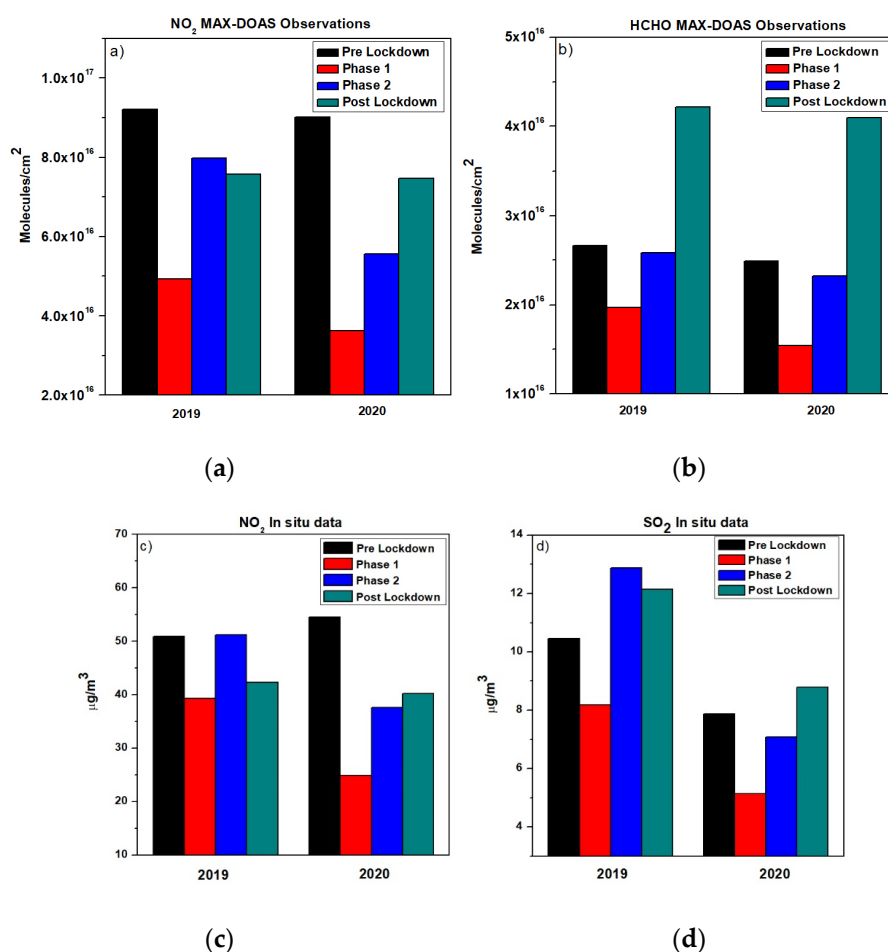 NO2 MAX-DOAS Observations
a)
Pre Lockdown
Phase 1
Phase 2
Post Lockdown
1.0x10^17
8.0x10^16
6.0x10^16
4.0x10^16
2.0x10^16
Molecules/cm^2
2019 2020
(a)
HCHO MAX-DOAS Observations
b)
Pre Lockdown
Phase 1
Phase 2
Post Lockdown
5x10^16
4x10^16
3x10^16
2x10^16
1x10^16
Molecules/cm^2
2019 2020
(b)
NO2 In situ data
c)
Pre Lockdown
Phase 1
Phase 2
Post Lockdown
70
60
50
40
30
20
10
μg/m^3
2019 2020
(c)
SO2 In situ data
d)
Pre Lockdown
Phase 1
Phase 2
Post Lockdown
14
12
10
8
6
4
μg/m^3
2019 2020
(d)